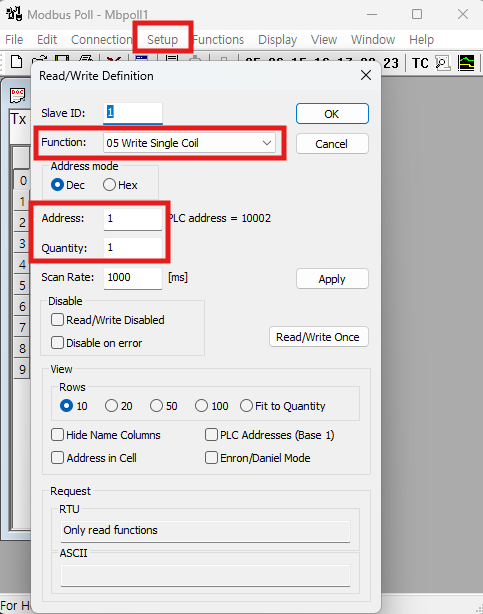 Modbus Poll - Mbpoll1
File Edit Connection Setup Functions Display View Window Help
05 06 15 16 17 22 23 TC
Read/Write Definition
Tx
Slave ID: 1
OK
Function: 05 Write Single Coil
Cancel
Address mode
Dec Hex
Address: 1 PLC address = 10002
Quantity: 1
Scan Rate: 1000 [ms]
Apply
Disable
Read/Write Disabled
Disable on error
Read/Write Once
View
Rows
10 20 50 100 Fit to Quantity
Hide Name Columns PLC Addresses (Base 1)
Address in Cell Enron/Daniel Mode
Request
RTU
Only read functions
ASCII
0
1
2
3
4
5
6
7
8
9
For H